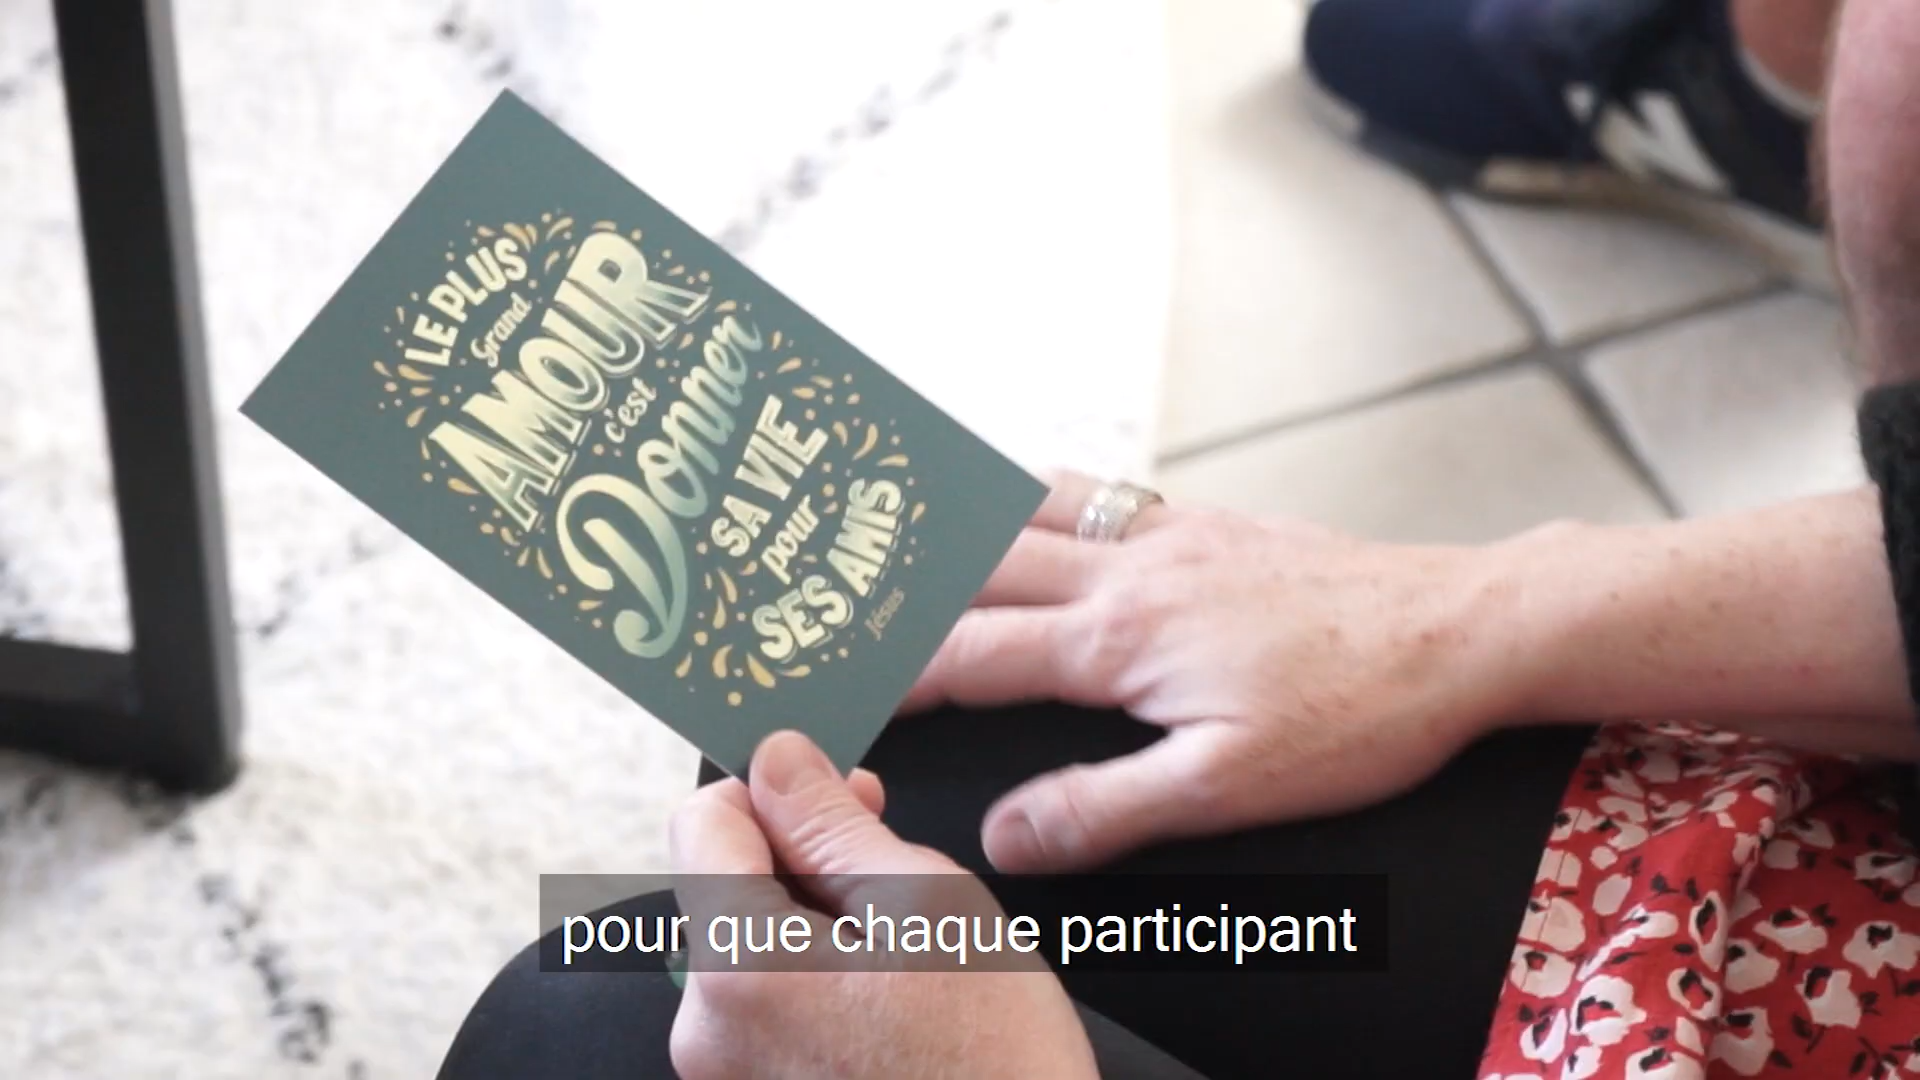 LE PLUS
Grand
AMOUR
c'est
Donner
SA VIE
pour
SES AMIS
Jésus
pour que chaque participant